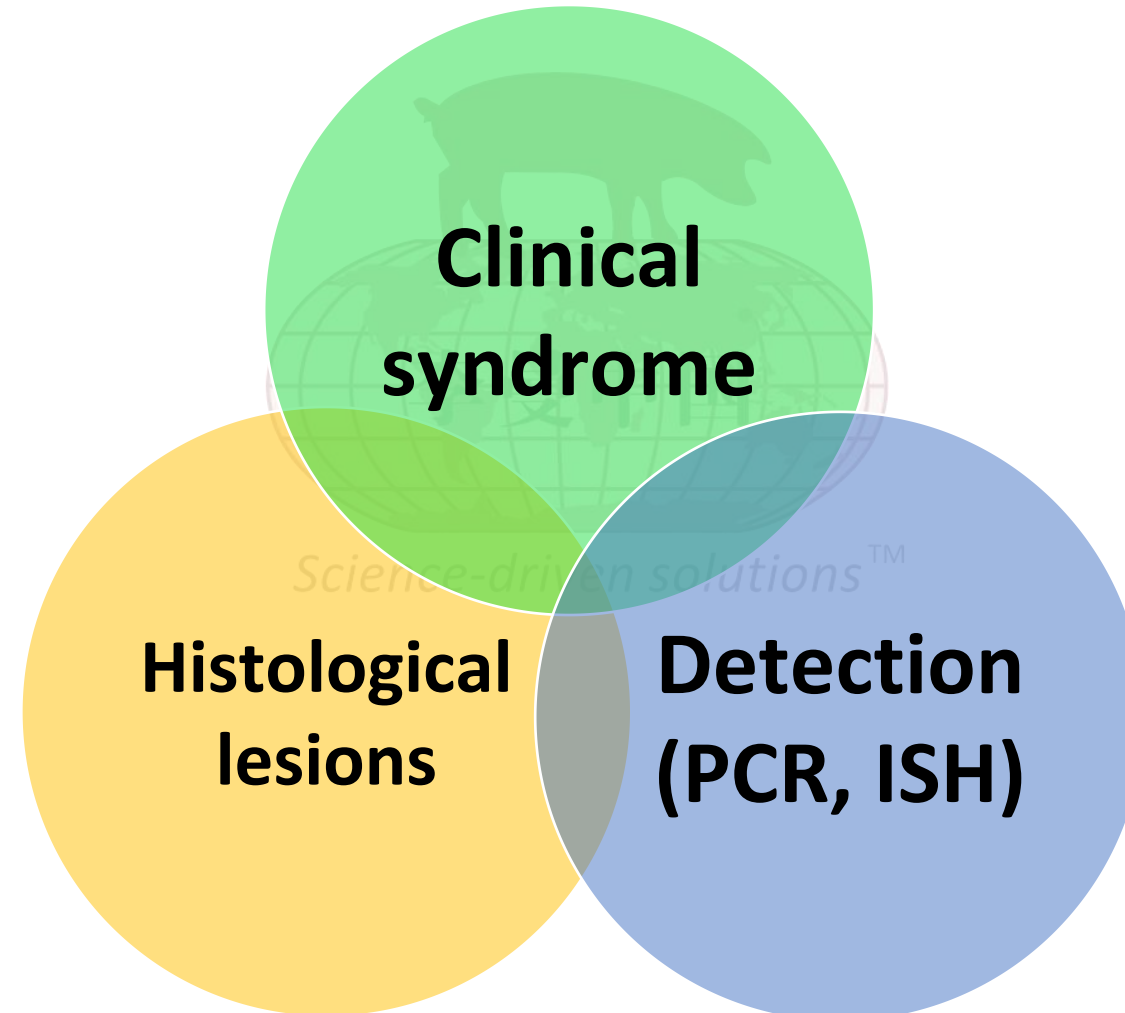 Clinical
syndrome
Science-driven solutions™
Histological
lesions
Detection
(PCR, ISH)